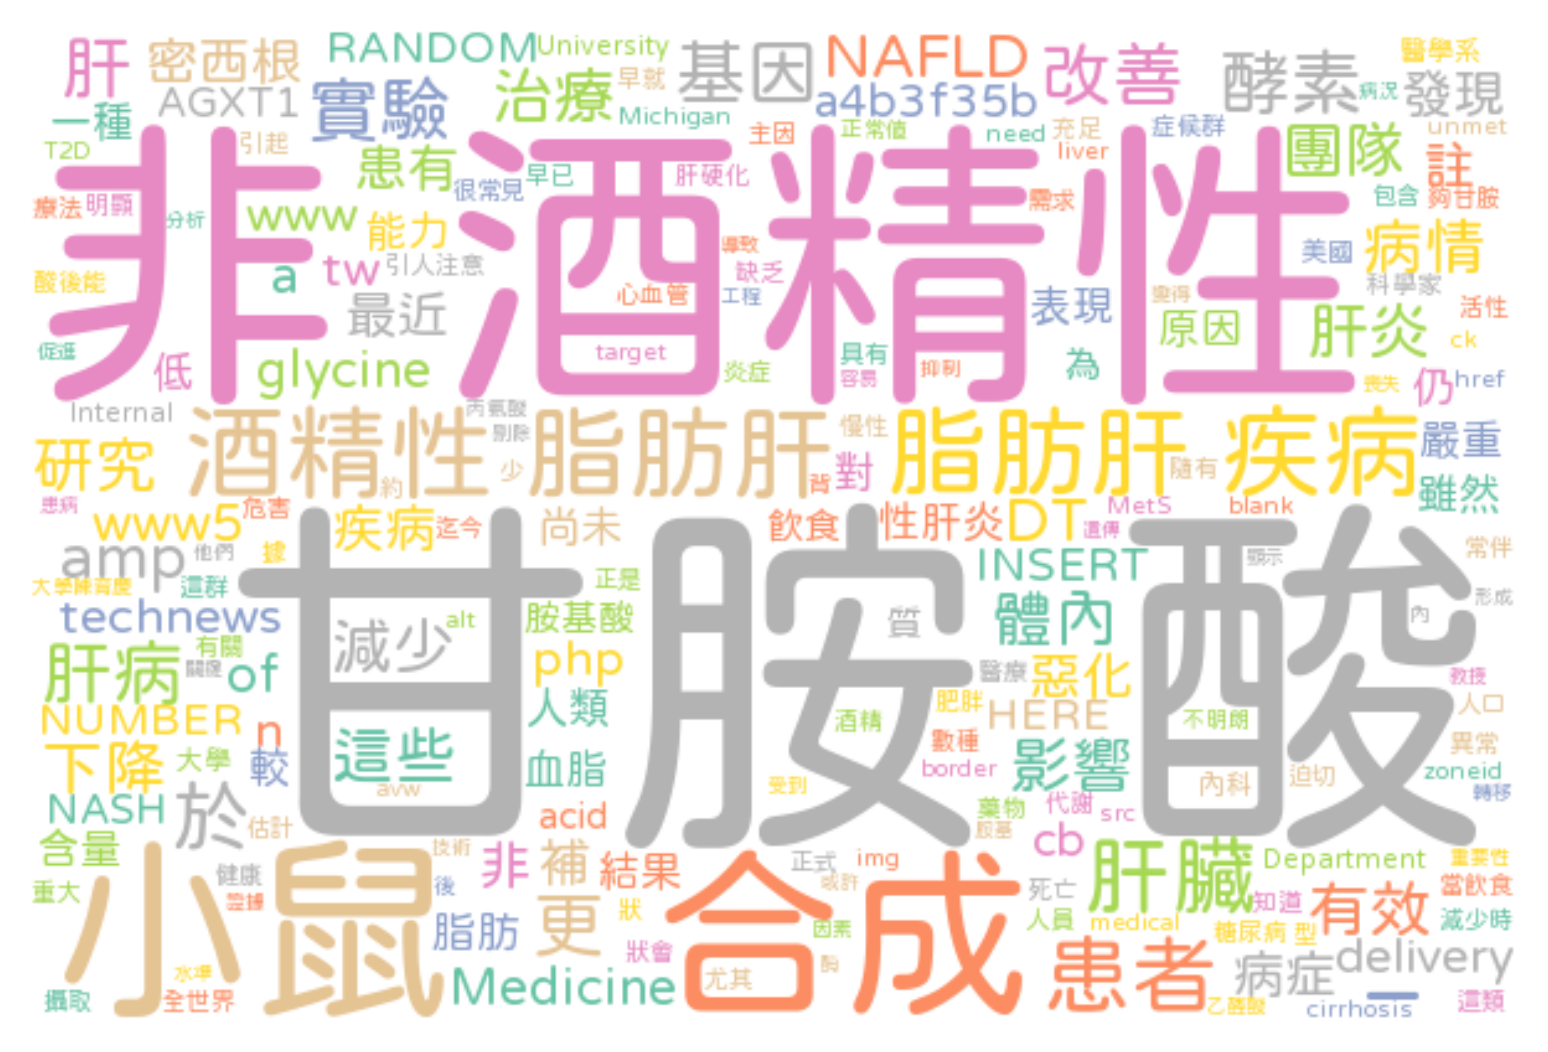 肝 密西根 RANDOM University 基因 NAFLD 改善 酵素 醫學系
一種 AGXT1 實驗 治療 早就 Michigan a4b3f35b 病況 發現
T2D 引起 患有 主因 正常值 need 充足 症候群 團隊 unmet
很常見 早已 肝硬化 liver 註
療法 明顯 分析 www 能力 需求 包含 夠甘胺
非 酒精性
a tw 引人注意 導致 缺乏 美國 病情
酸後能 最近 心血管 工程 表現 變得 科學家
原因 肝炎 活性
促進 低 glycine target 炎症 具有 容易 抑制 為 ck
Internal 丙氨酸 喪失 仍 href
研究 酒精性 剔除 脂肪肝 慢性 脂肪肝 疾病 嚴重
約 少 背 對 隨有 雖然
患病 www5 危害 疾病 迄今 尚未 飲食 性肝炎 DT 遺傳 MetS blank
amp 他們 據 INSERT 顯示 常伴
大學陳育慶 這群 甘胺酸 正是
technews 減少 alt 胺基酸 質 體內 內 形成
肝病 有關 關鍵 of php 醫療 惡化 教授
NUMBER n 人類 酒精 肥胖 HERE 不明朗 人口
下降 大學 較 這些 血脂 數種 border 影響 異常
avw 受到 內科 迫切 zoneid
NASH 於 估計 acid 藥物 代謝 src 轉移
含量 胺基 cb
小鼠 技術 非 補 結果 正式 img 合成 肝臟 Department 重要性
重大 健康 後 或許 死亡 知道 有效 當飲食
證據 脂肪 更 狀 因素 人員 medical 糖尿病 型 減少時
水準 狀會 酶 患者 病症 delivery
攝取 全世界 Medicine 尤其 乙醛酸 cirrhosis 這類